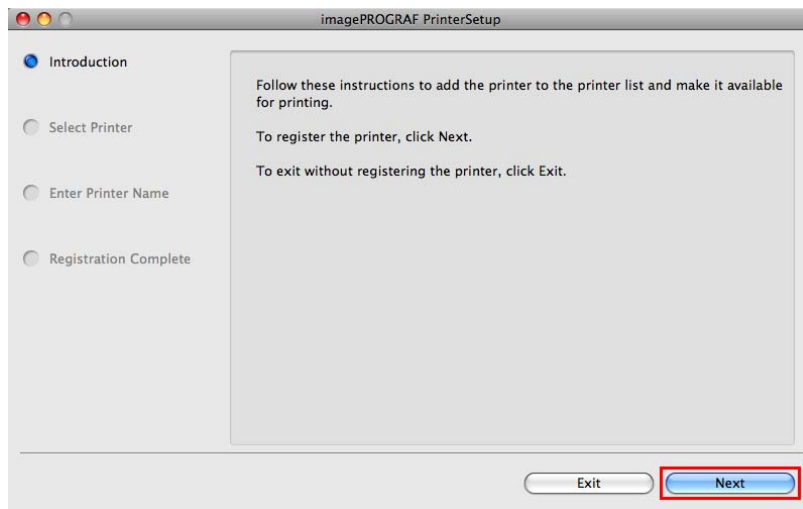 imagePROGRAF PrinterSetup
Introduction
Select Printer
Enter Printer Name
Registration Complete
Follow these instructions to add the printer to the printer list and make it available
for printing.
To register the printer, click Next.
To exit without registering the printer, click Exit.
Exit
Next